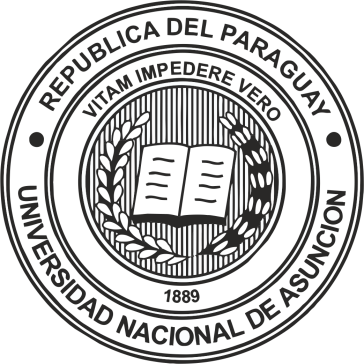 REPUBLICA DEL PARAGUAY
VITAM IMPEDERE VERO
1889
UNIVERSIDAD NACIONAL DE ASUNCION